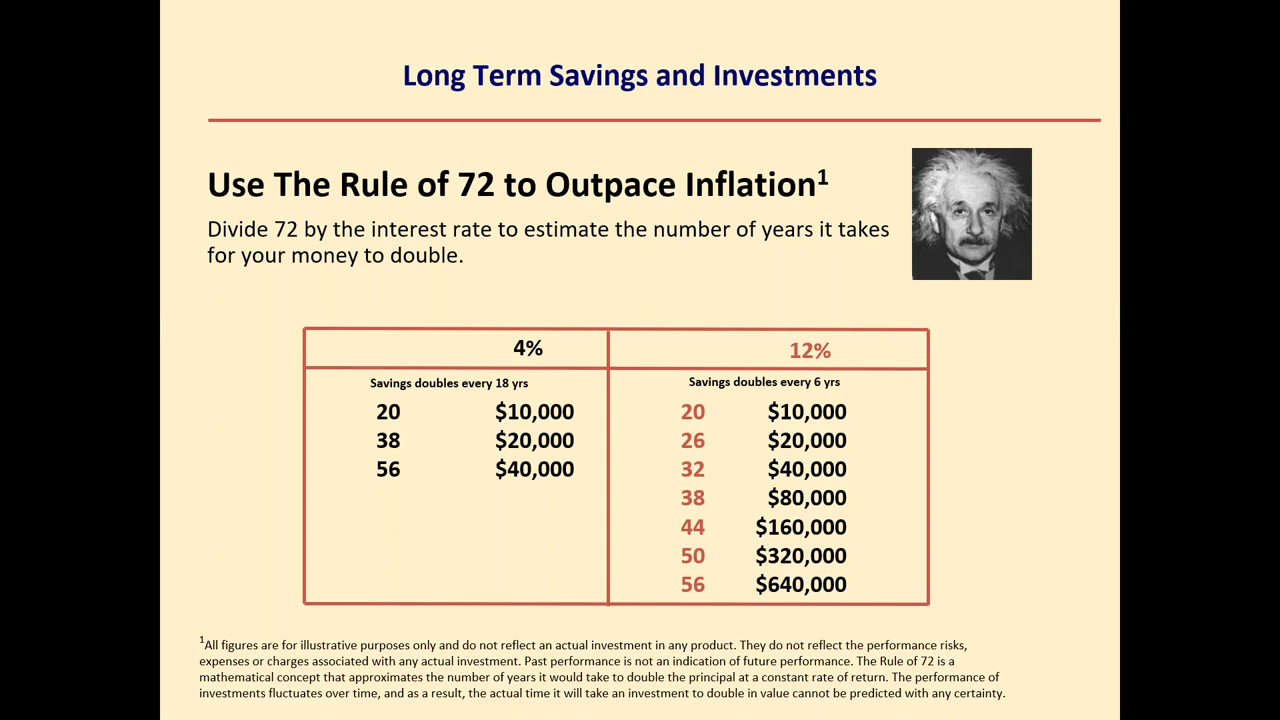 Long Term Savings and Investments
Use The Rule of 72 to Outpace Inflation¹
Divide 72 by the interest rate to estimate the number of years it takes
for your money to double.
4%
Savings doubles every 18 yrs
20 $10,000
38 $20,000
56 $40,000
12%
Savings doubles every 6 yrs
20 $10,000
26 $20,000
32 $40,000
38 $80,000
44 $160,000
50 $320,000
56 $640,000
¹All figures are for illustrative purposes only and do not reflect an actual investment in any product. They do not reflect the performance risks,
expenses or charges associated with any actual investment. Past performance is not an indication of future performance. The Rule of 72 is a
mathematical concept that approximates the number of years it would take to double the principal at a constant rate of return. The performance of
investments fluctuates over time, and as a result, the actual time it will take an investment to double in value cannot be predicted with any certainty.